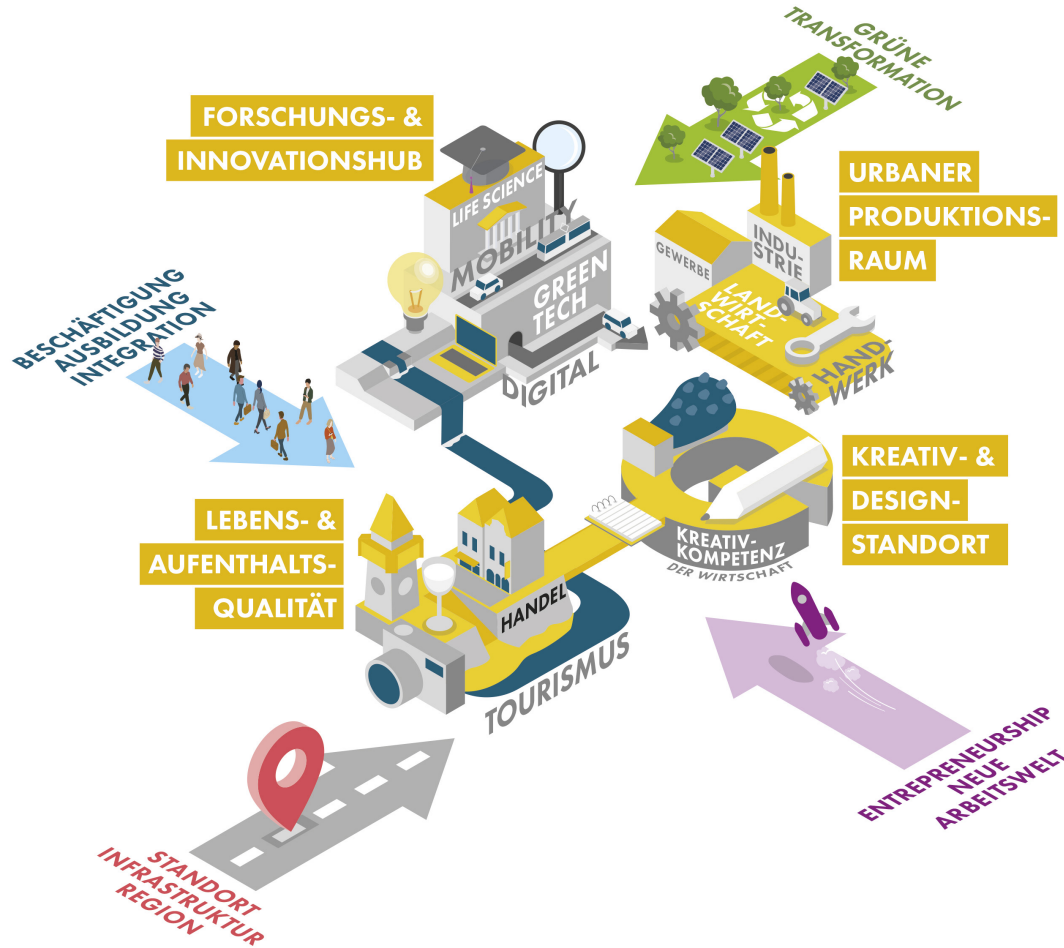 GRÜNE
TRANSFORMATION
FORSCHUNGS- &
INNOVATIONSHUB
LIFE SCIENCE
MOBILITY
GREEN
TECH
DIGITAL
URBANER
PRODUKTIONS-
RAUM
INDU-
STRIE
GEWERBE
LAND-
WIRT-
SCHAFT
HAND-
WERK
BESCHÄFTIGUNG
AUSBILDUNG
INTEGRATION
KREATIV- &
DESIGN-
STANDORT
KREATIV-
KOMPETENZ
DER WIRTSCHAFT
LEBENS- &
AUFENTHALTS-
QUALITÄT
HANDEL
TOURISMUS
ENTREPRENEURSHIP
NEUE
ARBEITSWELT
STANDORT
INFRASTRUKTUR
REGION